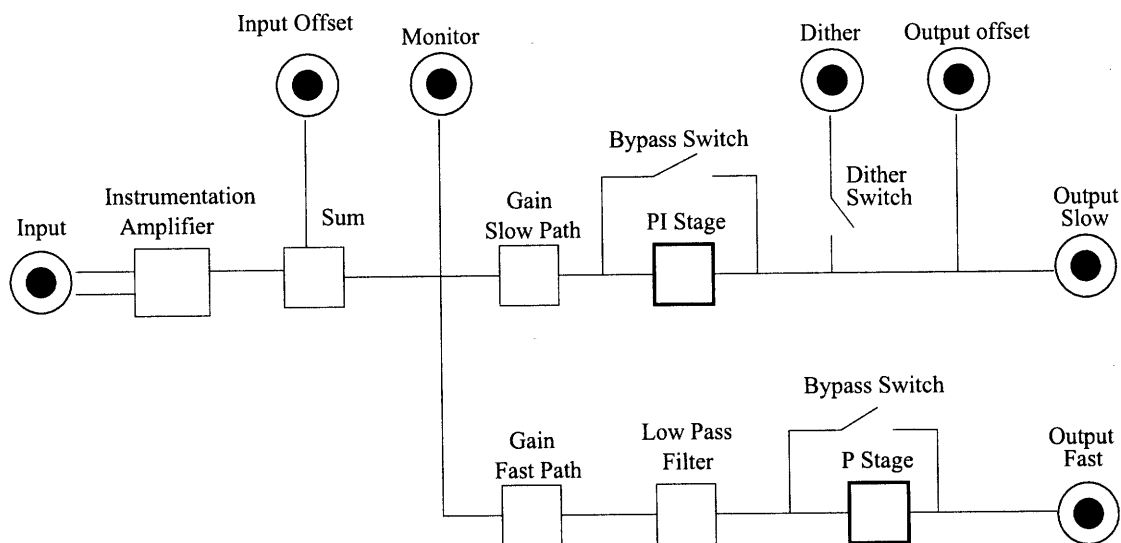 Input Offset
Monitor
Dither
Output offset
Bypass Switch
Dither
Switch
Instrumentation
Amplifier
Input
Sum
Gain
Slow Path
PI Stage
Output
Slow
Bypass Switch
Gain
Fast Path
Low Pass
Filter
P Stage
Output
Fast